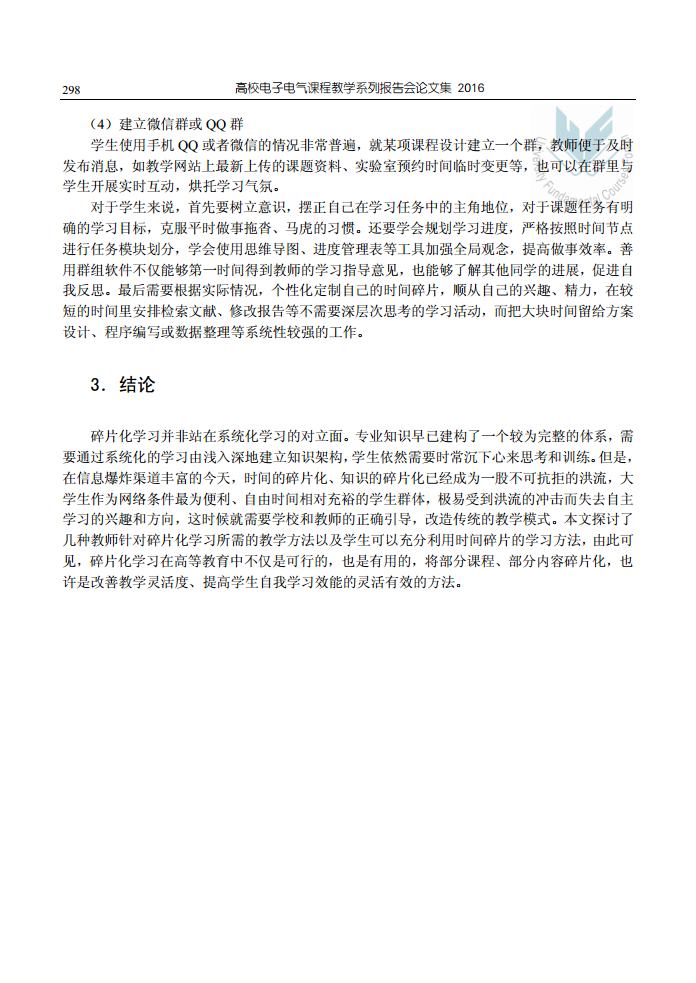 298
高校电子电气课程教学系列报告会论文集 2016
（4）建立微信群或 QQ 群
学生使用手机 QQ 或者微信的情况非常普遍，就某项课程设计建立一个群，教师便于及时
发布消息，如教学网站上最新上传的课题资料、实验室预约时间临时变更等，也可以在群里与
学生开展实时互动，烘托学习气氛。
对于学生来说，首先要树立意识，摆正自己在学习任务中的主角地位，对于课题任务有明
确的学习目标，克服平时做事拖沓、马虎的习惯。还要学会规划学习进度，严格按照时间节点
进行任务模块划分，学会使用思维导图、进度管理表等工具加强全局观念，提高做事效率。善
用群组软件不仅能够第一时间得到教师的学习指导意见，也能够了解其他同学的进展，促进自
我反思。最后需要根据实际情况，个性化定制自己的时间碎片，顺从自己的兴趣、精力，在较
短的时间里安排检索文献、修改报告等不需要深层次思考的学习活动，而把大块时间留给方案
设计、程序编写或数据整理等系统性较强的工作。
3．结论
碎片化学习并非站在系统化学习的对立面。专业知识早已建构了一个较为完整的体系，需
要通过系统化的学习由浅入深地建立知识架构，学生依然需要时常沉下心来思考和训练。但是，
在信息爆炸渠道丰富的今天，时间的碎片化、知识的碎片化已经成为一股不可抗拒的洪流，大
学生作为网络条件最为便利、自由时间相对充裕的学生群体，极易受到洪流的冲击而失去自主
学习的兴趣和方向，这时候就需要学校和教师的正确引导，改造传统的教学模式。本文探讨了
几种教师针对碎片化学习所需的教学方法以及学生可以充分利用时间碎片的学习方法，由此可
见，碎片化学习在高等教育中不仅是可行的，也是有用的，将部分课程、部分内容碎片化，也
许是改善教学灵活度、提高学生自我学习效能的灵活有效的方法。